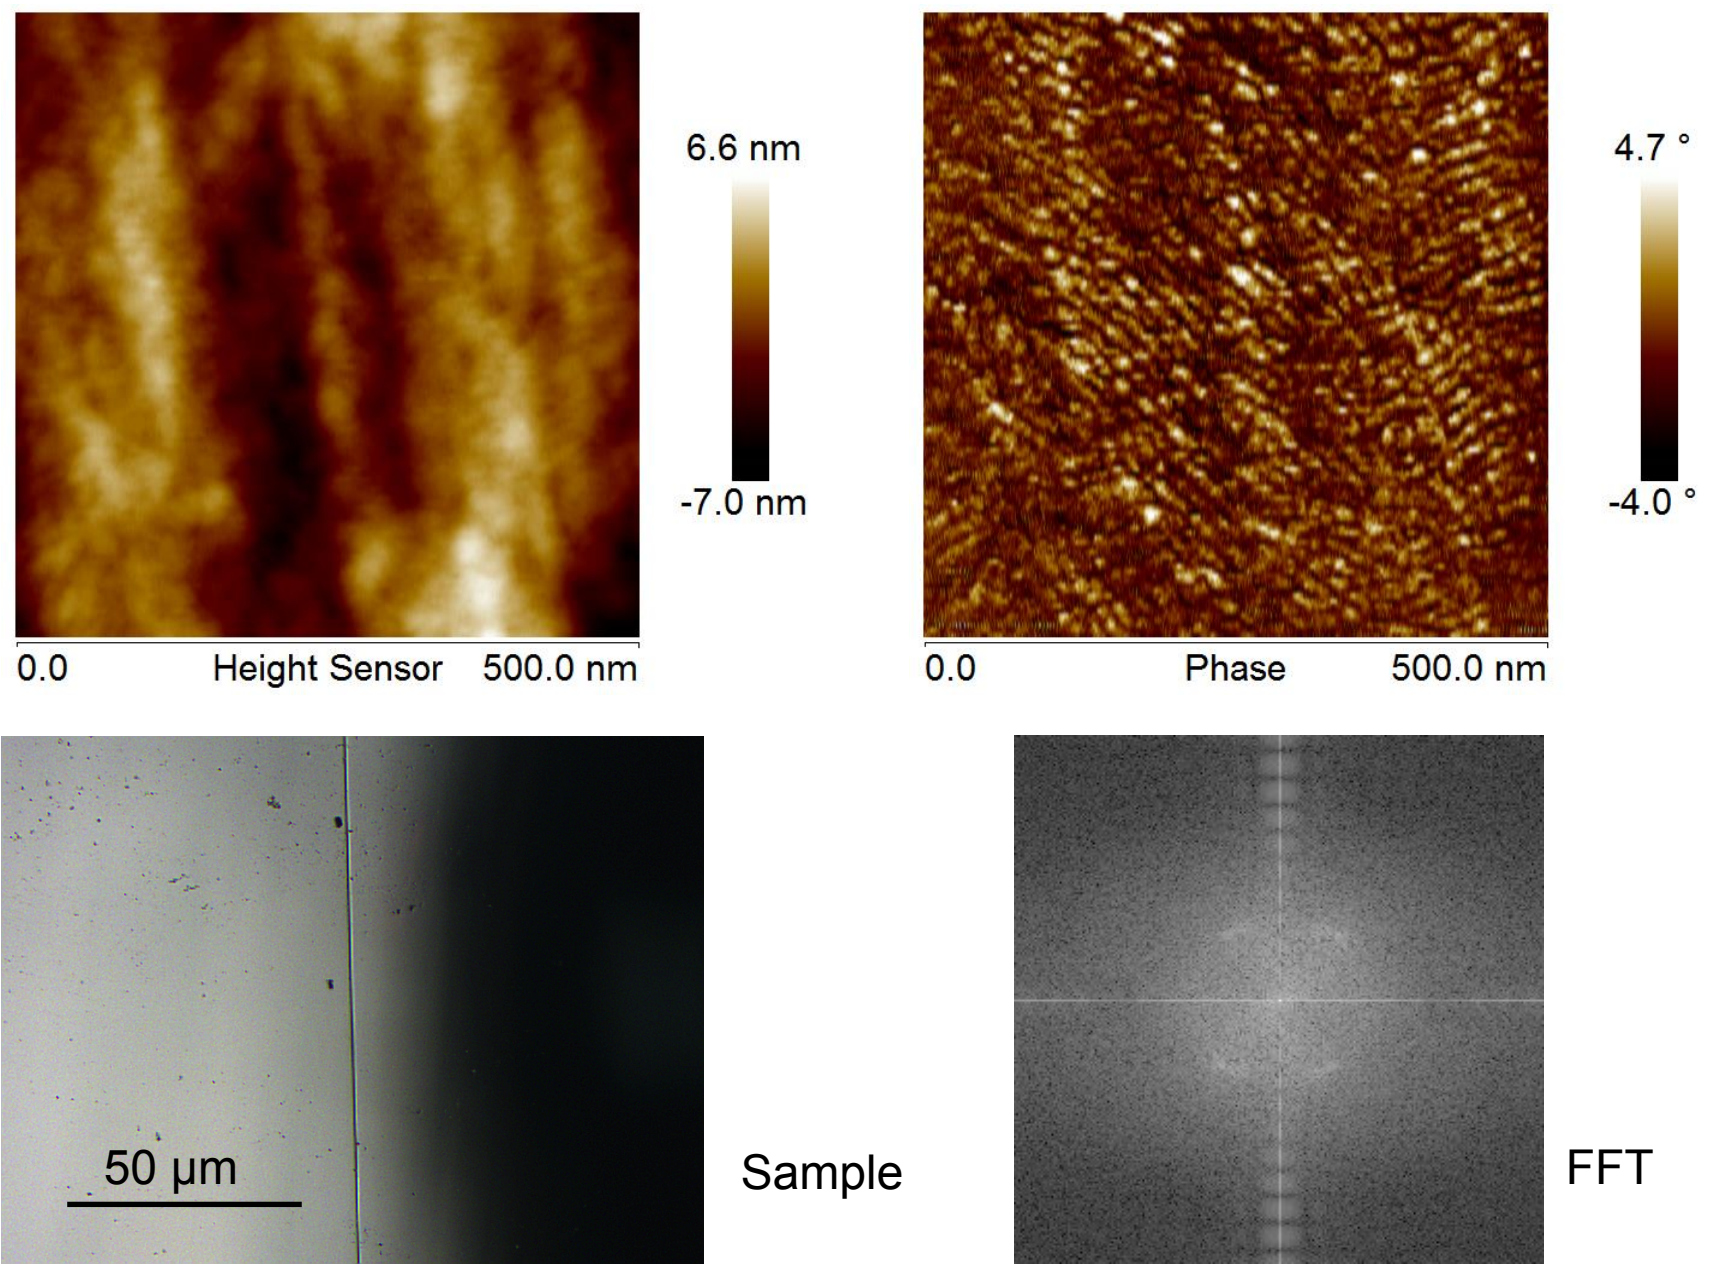 6.6 nm
-7.0 nm
0.0 Height Sensor 500.0 nm
4.7 °
-4.0 °
0.0 Phase 500.0 nm
50 µm
Sample
FFT